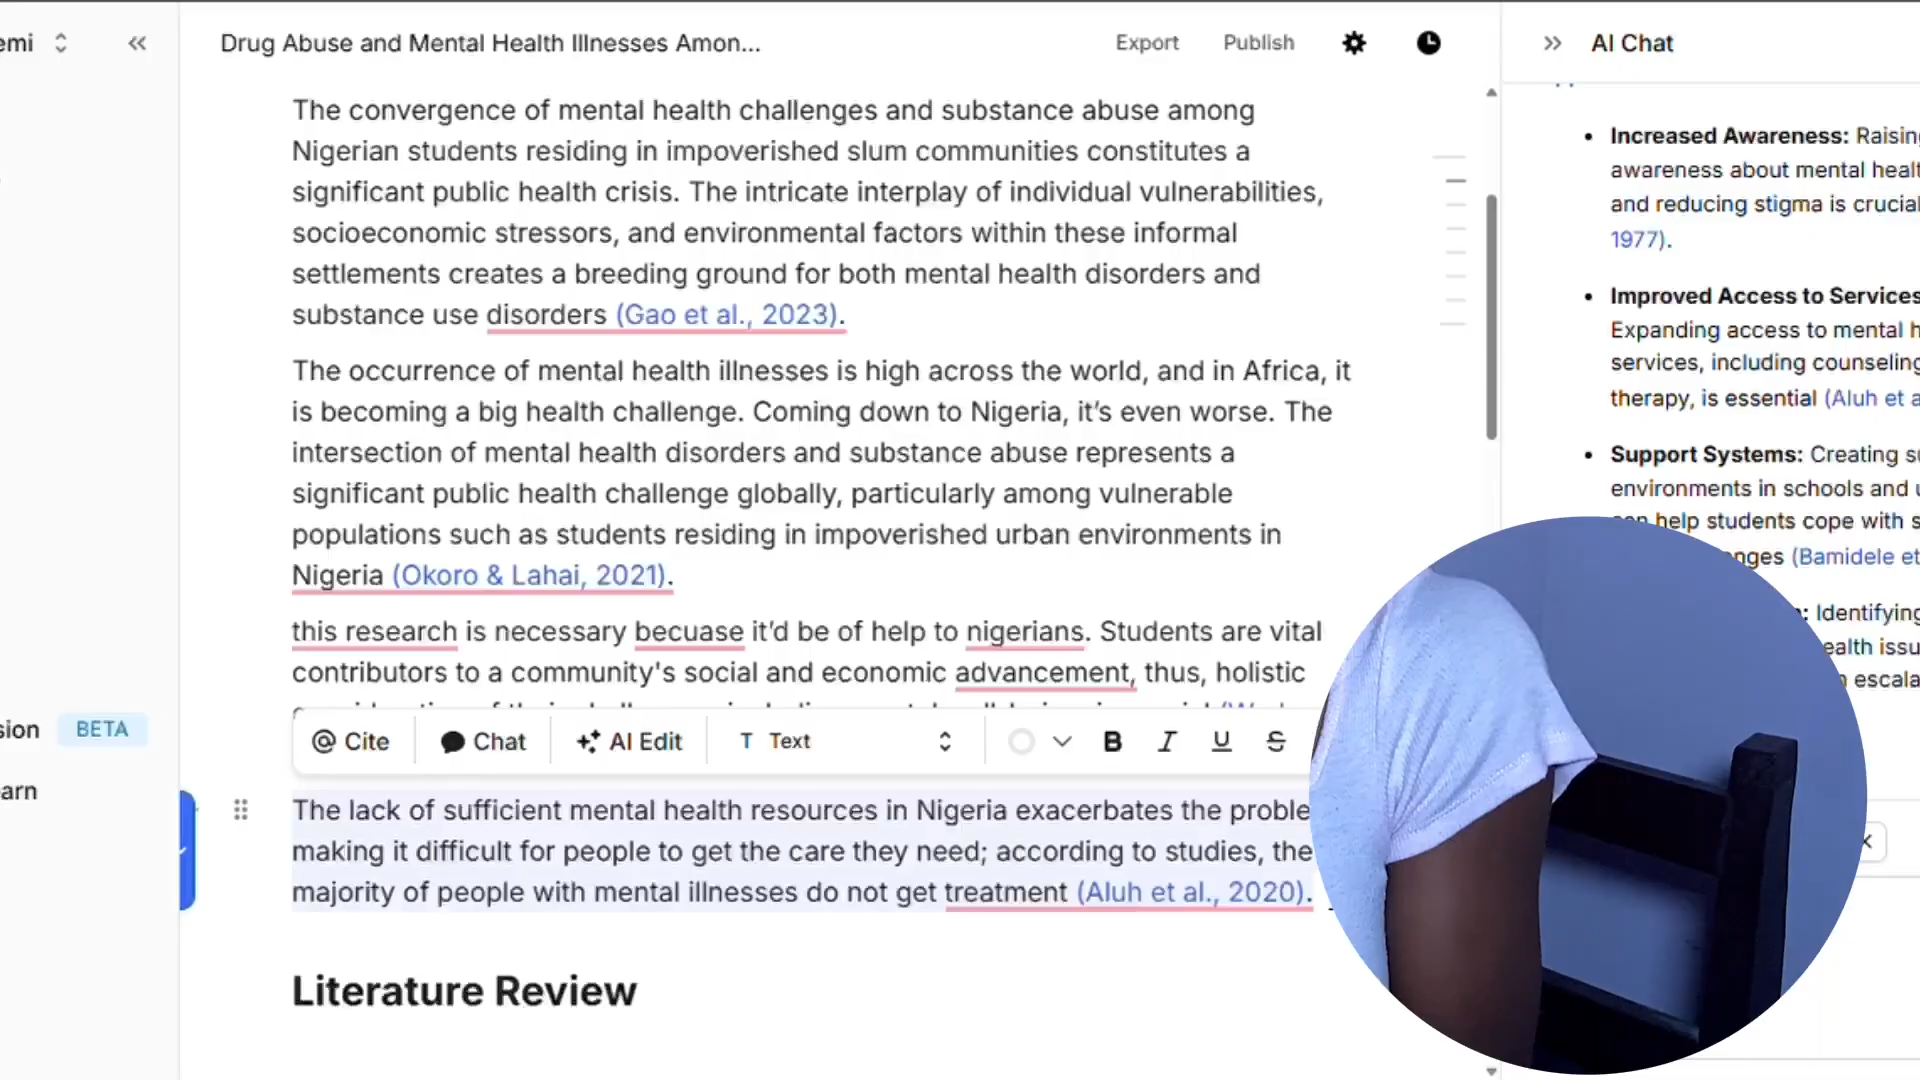 emi
Drug Abuse and Mental Health Illnesses Amon...
Export
Publish
AI Chat
The convergence of mental health challenges and substance abuse among
Nigerian students residing in impoverished slum communities constitutes a
significant public health crisis. The intricate interplay of individual vulnerabilities,
socioeconomic stressors, and environmental factors within these informal
settlements creates a breeding ground for both mental health disorders and
substance use disorders (Gao et al., 2023).
The occurrence of mental health illnesses is high across the world, and in Africa, it
is becoming a big health challenge. Coming down to Nigeria, it’s even worse. The
intersection of mental health disorders and substance abuse represents a
significant public health challenge globally, particularly among vulnerable
populations such as students residing in impoverished urban environments in
Nigeria (Okoro & Lahai, 2021).
this research is necessary becuase it’d be of help to nigerians. Students are vital
contributors to a community's social and economic advancement, thus, holistic
Cite
Chat
AI Edit
T Text
B I U S
The lack of sufficient mental health resources in Nigeria exacerbates the proble
making it difficult for people to get the care they need; according to studies, the
majority of people with mental illnesses do not get treatment (Aluh et al., 2020).
Literature Review
sion BETA
arn
• Increased Awareness: Raising
awareness about mental healt
and reducing stigma is crucial
1977).
• Improved Access to Services
Expanding access to mental h
services, including counseling
therapy, is essential (Aluh et a
• Support Systems: Creating su
environments in schools and u
can help students cope with s
nges (Bamidele et
: Identifying
ealth issu
escala